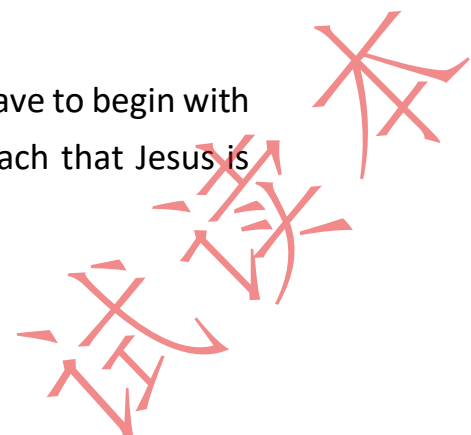 ave to begin with
ach that Jesus is
试读本